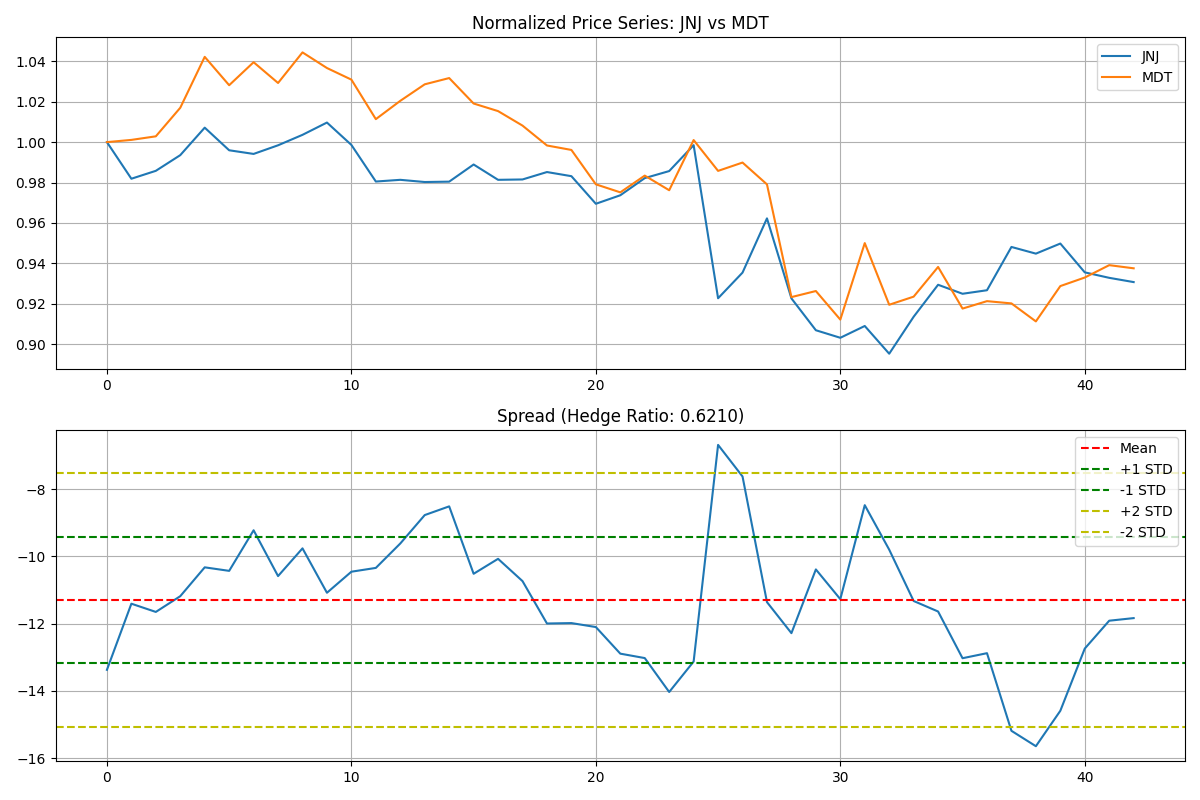 Normalized Price Series: JNJ vs MDT
JNJ
MDT
1.04
1.02
1.00
0.98
0.96
0.94
0.92
0.90
0 10 20 30 40
Spread (Hedge Ratio: 0.6210)
Mean
+1 STD
-1 STD
+2 STD
-2 STD
−8
−10
−12
−14
−16
0 10 20 30 40